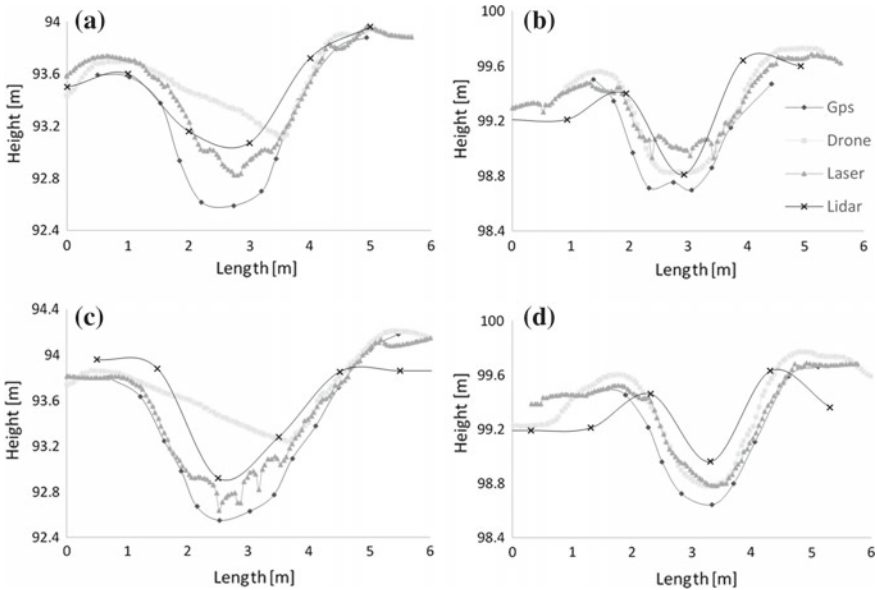 (a)
94
93.6
93.2
92.8
92.4
Height [m]
0 1 2 3 4 5 6
Length [m]
(b)
100
99.6
99.2
98.8
98.4
Height [m]
0 1 2 3 4 5 6
Length [m]
Gps
Drone
Laser
Lidar
(c)
94.4
94
93.6
93.2
92.8
92.4
Height [m]
0 1 2 3 4 5 6
Length [m]
(d)
100
99.6
99.2
98.8
98.4
Height [m]
0 1 2 3 4 5 6
Length [m]